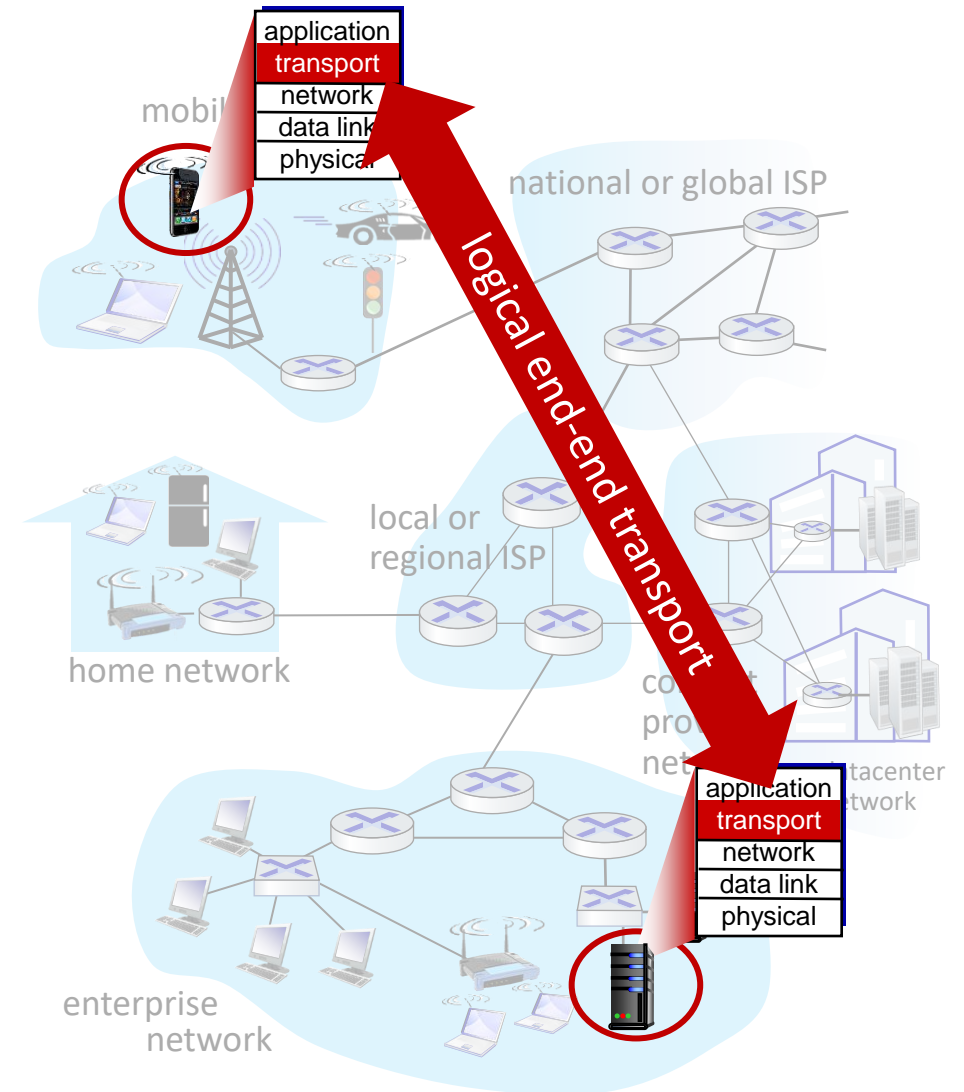 application
transport
network
data link
physical
national or global ISP
logical end-end transport
local or
regional ISP
home network
application
transport
network
data link
physical
network
enterprise
network